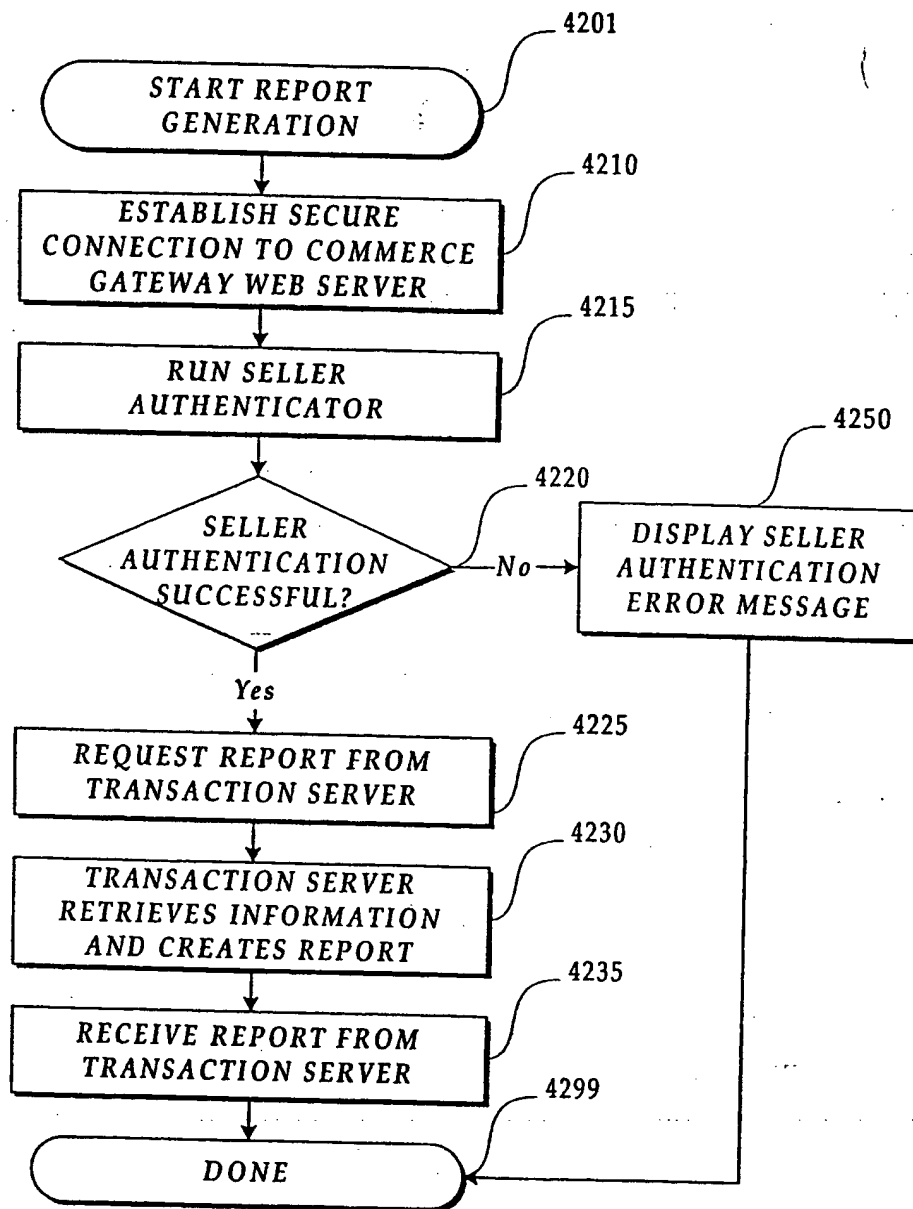 4201
START REPORT
GENERATION
4210
ESTABLISH SECURE
CONNECTION TO COMMERCE
GATEWAY WEB SERVER
4215
RUN SELLER
AUTHENTICATOR
4250
4220
SELLER
AUTHENTICATION
SUCCESSFUL?
No
DISPLAY SELLER
AUTHENTICATION
ERROR MESSAGE
Yes
4225
REQUEST REPORT FROM
TRANSACTION SERVER
4230
TRANSACTION SERVER
RETRIEVES INFORMATION
AND CREATES REPORT
4235
RECEIVE REPORT FROM
TRANSACTION SERVER
4299
DONE